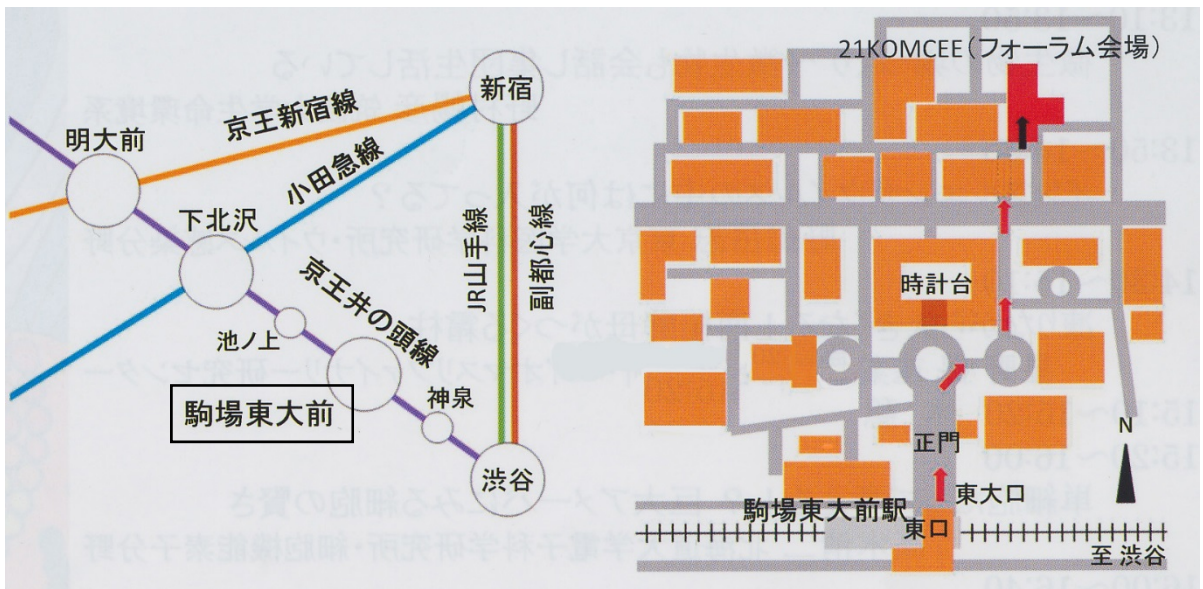 新宿
明大前
京王新宿線
小田急線
下北沢
JR山手線
副都心線
京王井の頭線
池ノ上
駒場東大前
神泉
渋谷
21KOMCEE(フォーラム会場)
時計台
正門
N
東大口
駒場東大前駅
東口
至 渋谷